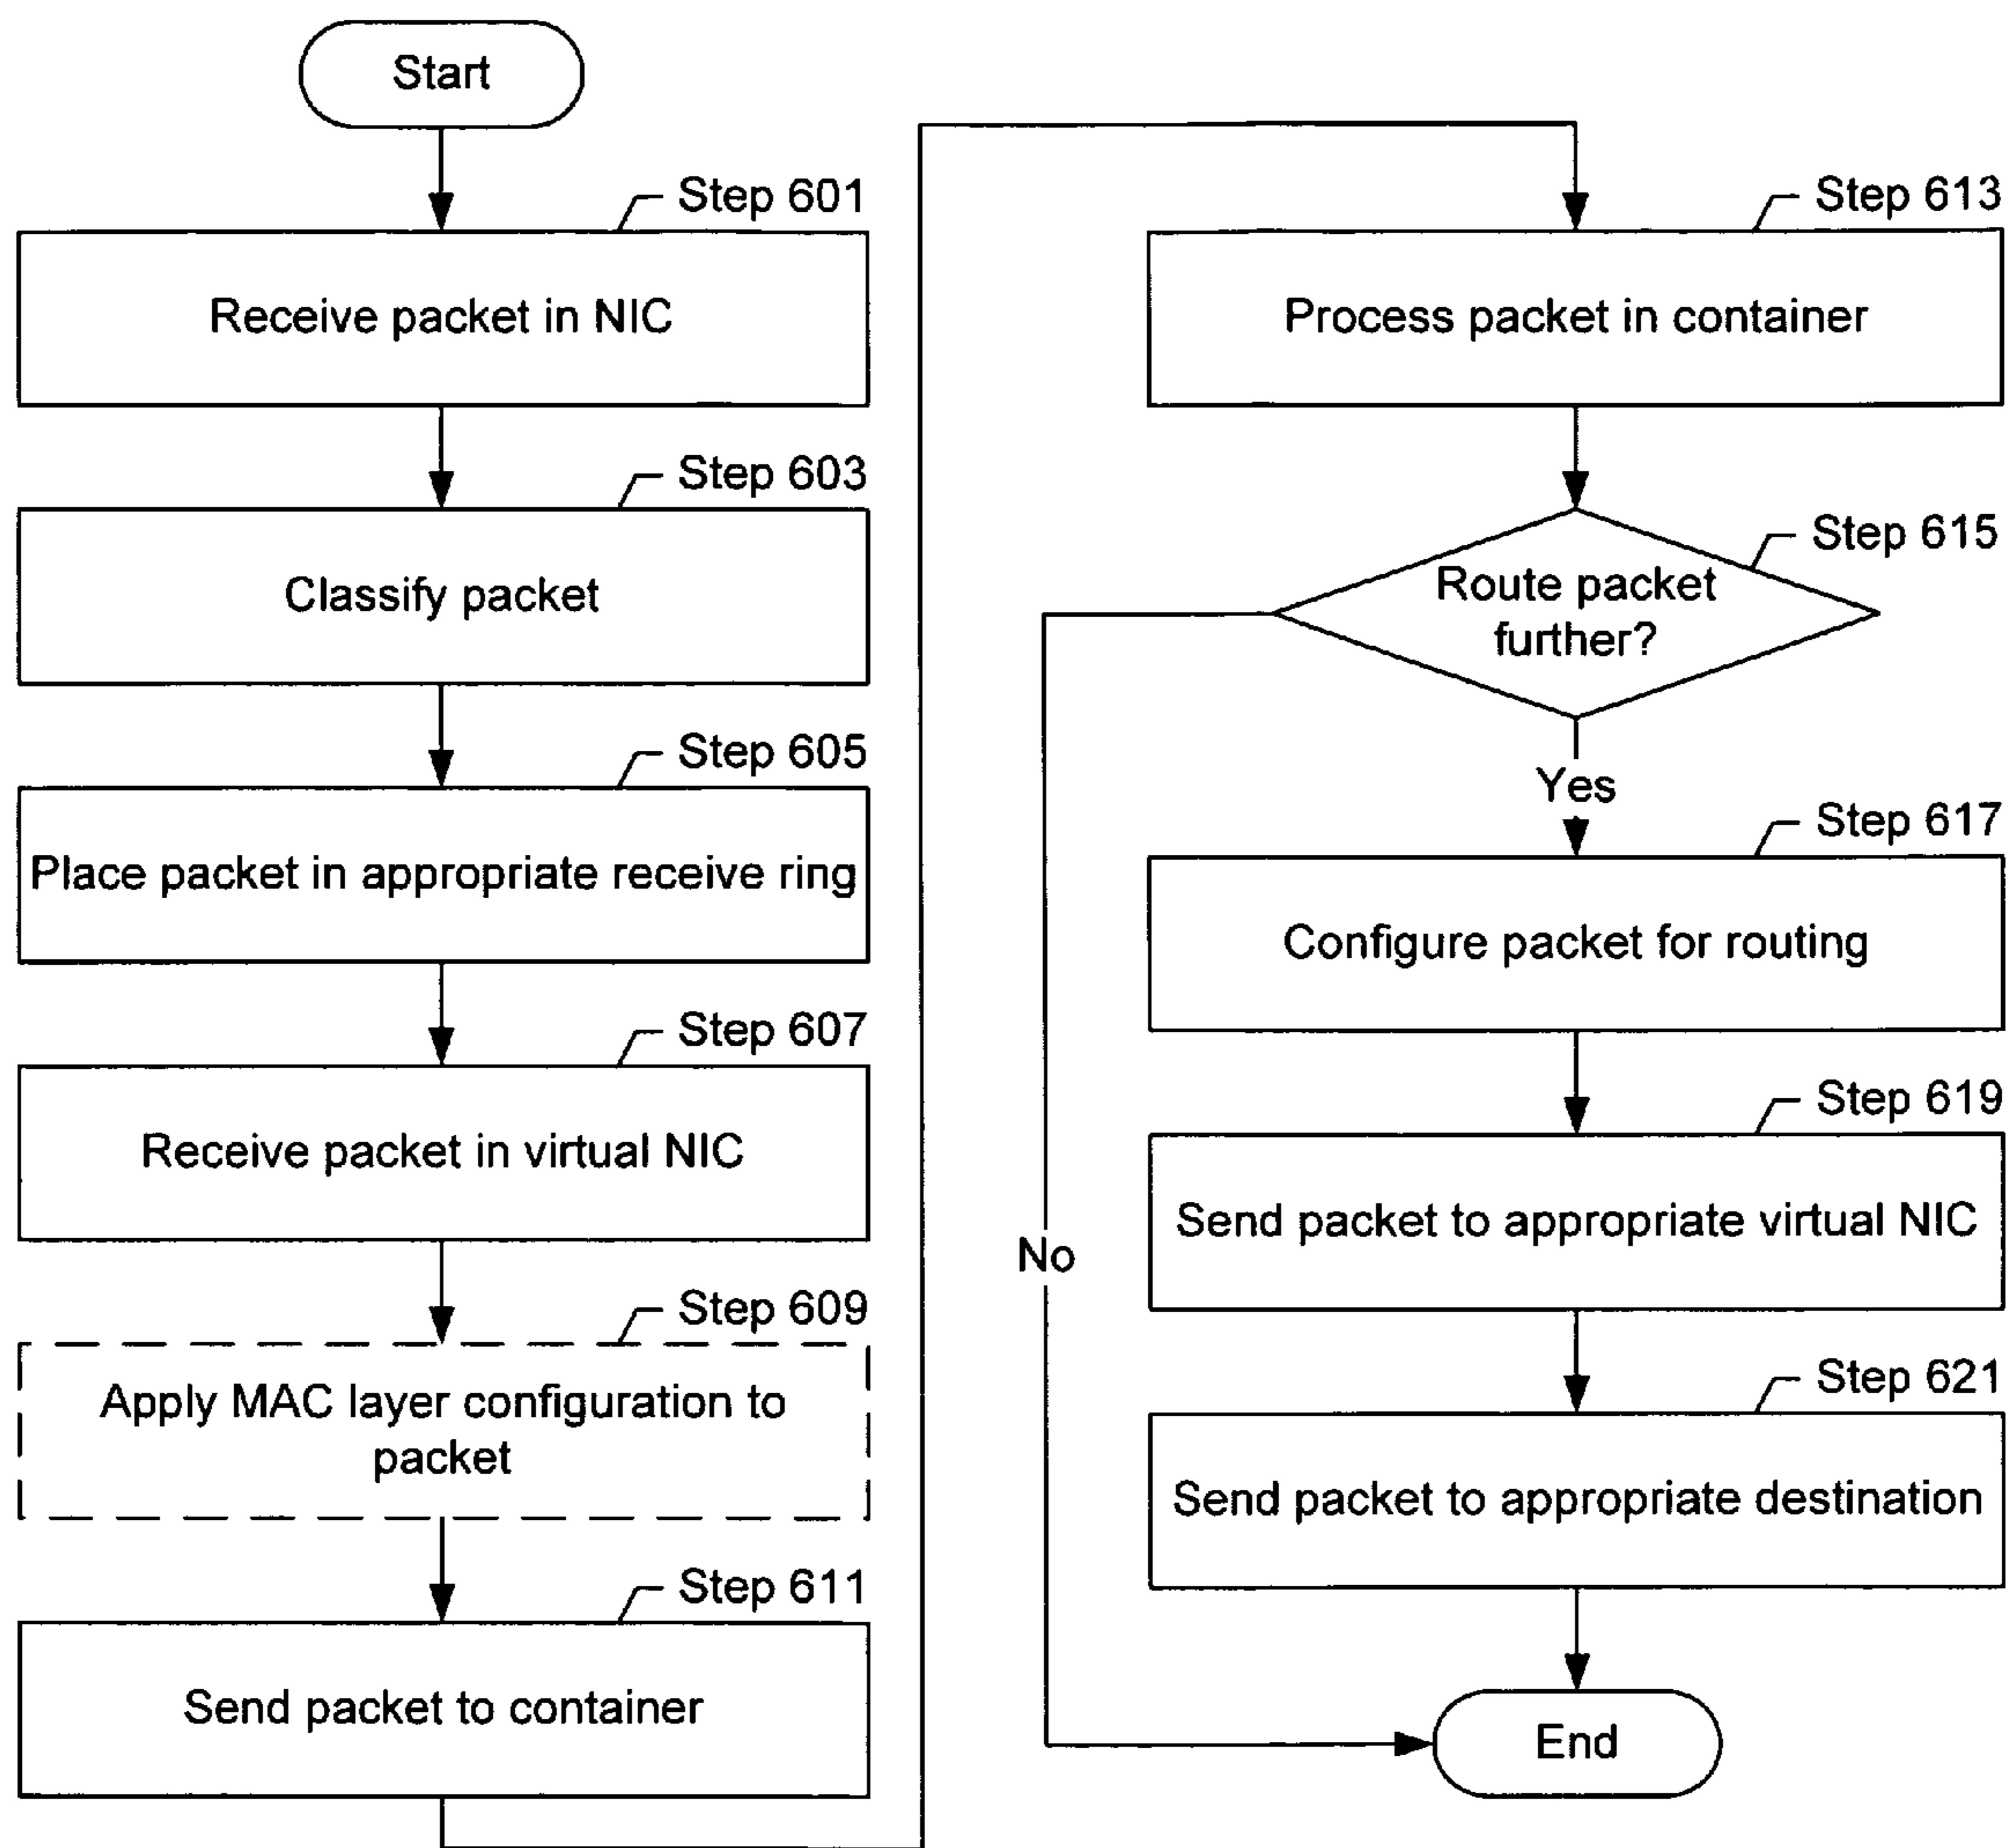 Start
Step 601
Receive packet in NIC
Step 603
Classify packet
Step 605
Place packet in appropriate receive ring
Step 607
Receive packet in virtual NIC
Step 609
Apply MAC layer configuration to
packet
Step 611
Send packet to container
Step 613
Process packet in container
Step 615
Route packet
further?
Yes
No
Step 617
Configure packet for routing
Step 619
Send packet to appropriate virtual NIC
Step 621
Send packet to appropriate destination
End